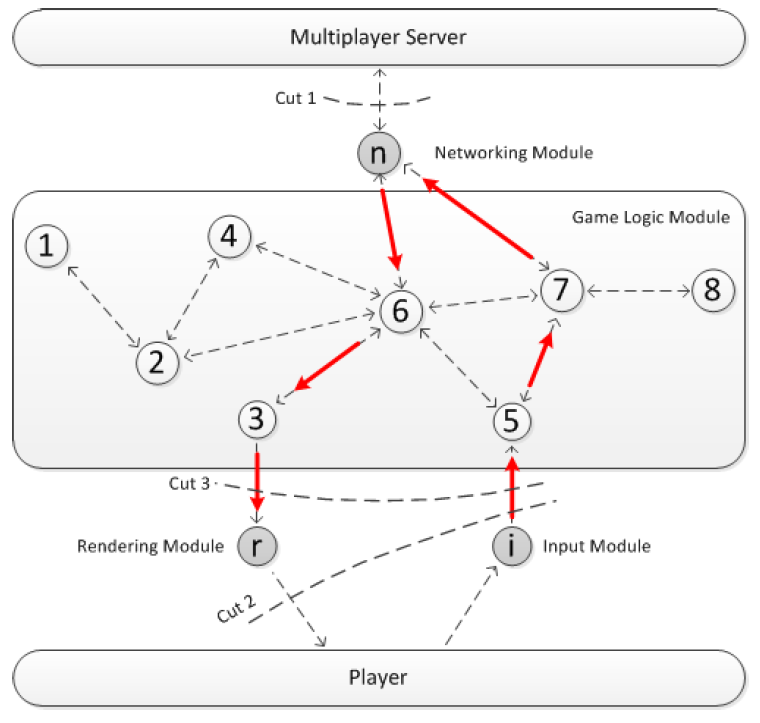 Multiplayer Server
Cut 1
n
Networking Module
Game Logic Module
1
4
6
7
8
2
3
5
Cut 3
Rendering Module
r
i
Input Module
Cut 2
Player